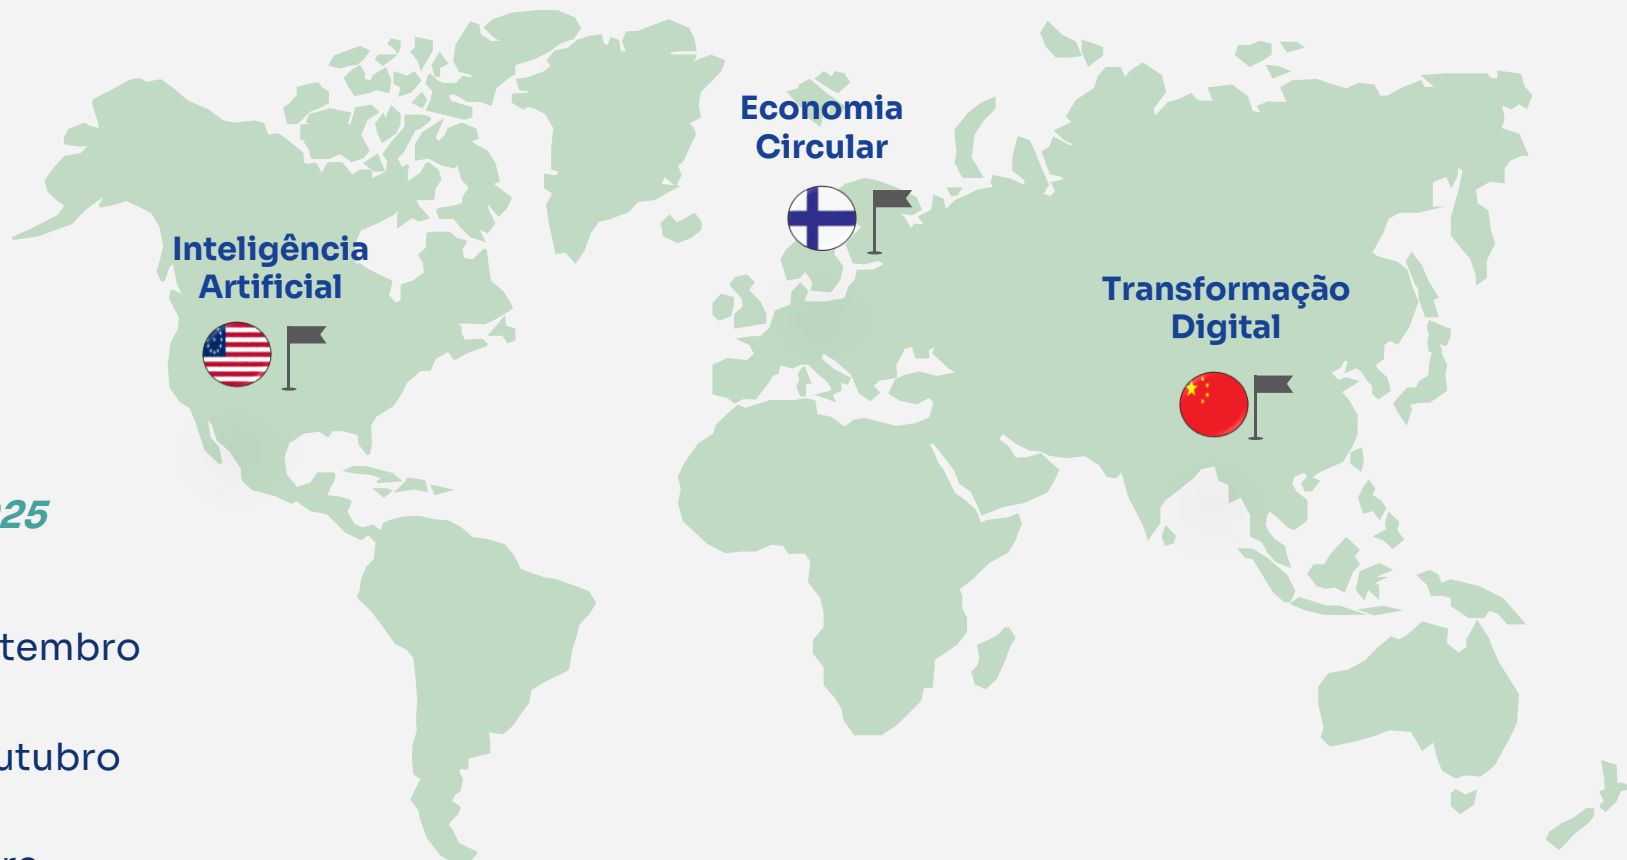 Economia
Circular
Inteligência
Artificial
Transformação
Digital
25
tembro
utubro